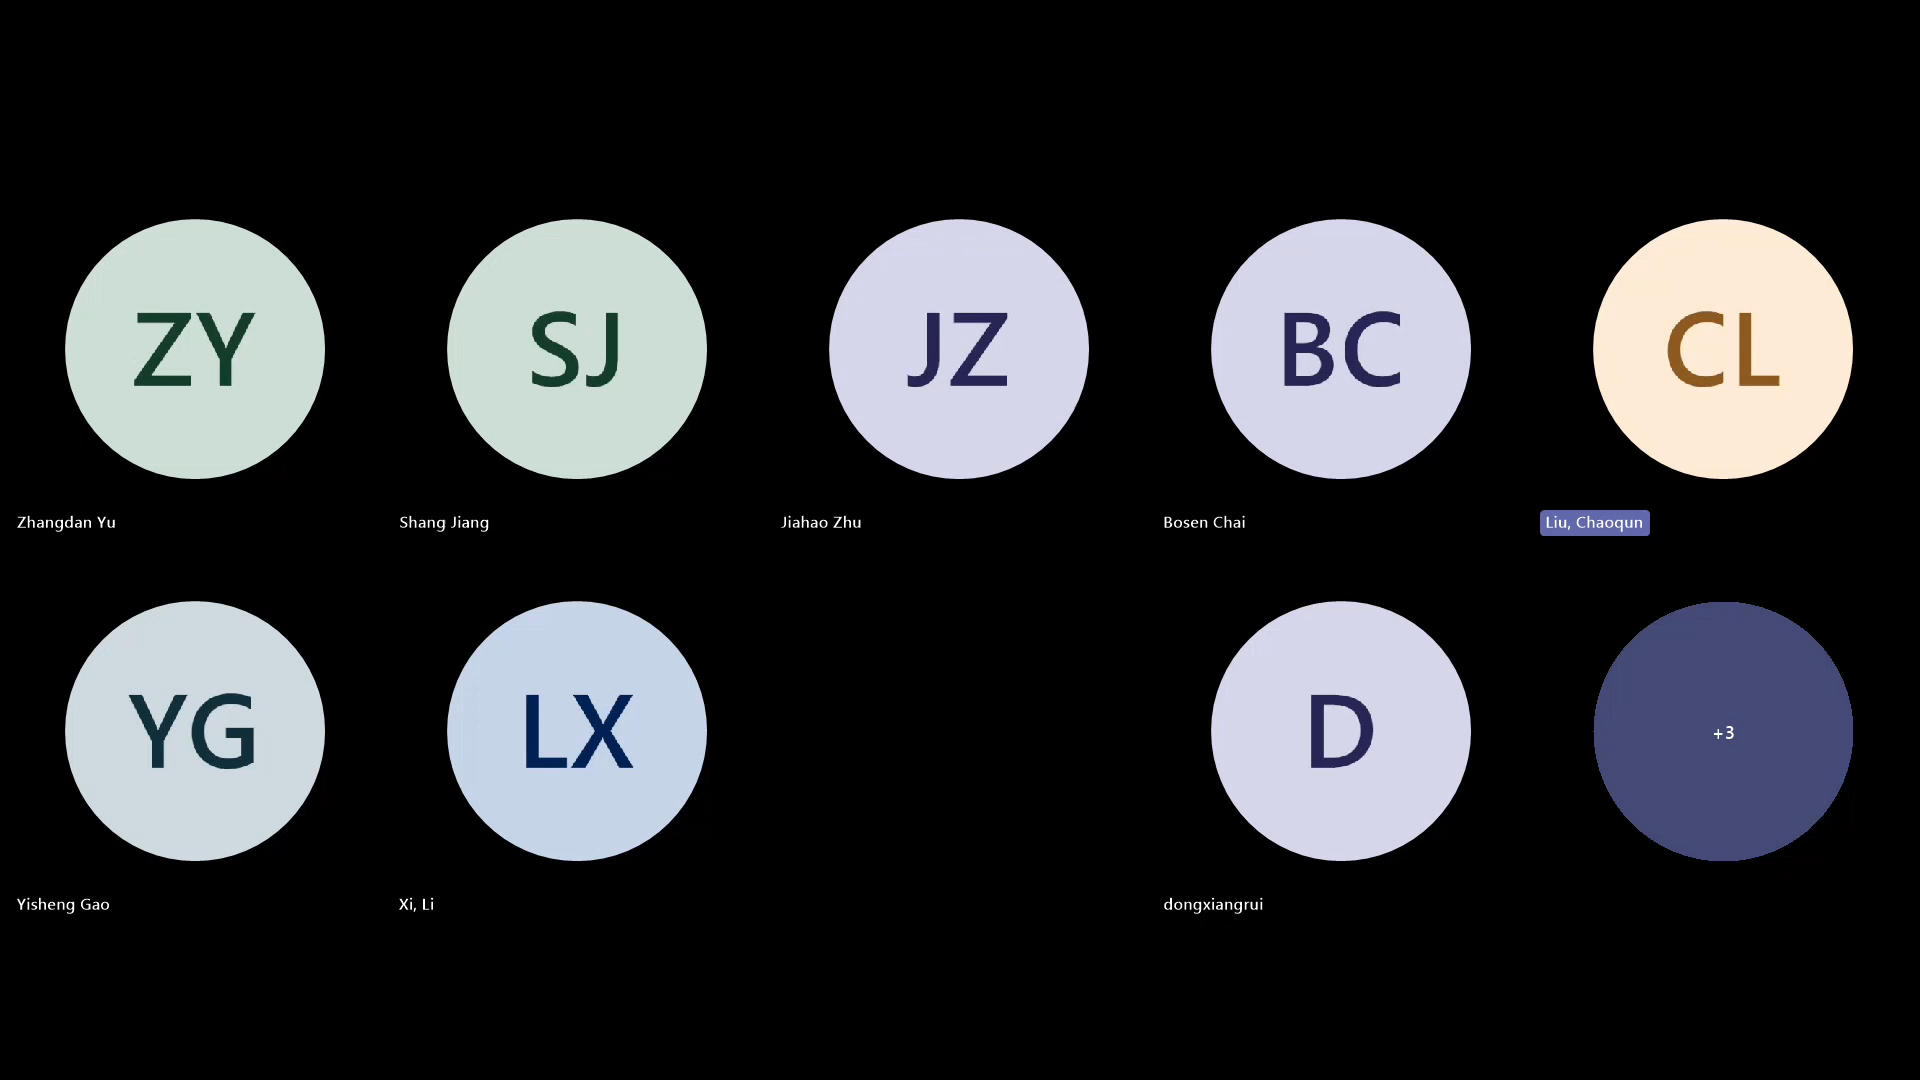 ZY
SJ
JZ
BC
CL
Zhangdan Yu
Shang Jiang
Jiahao Zhu
Bosen Chai
Liu, Chaoqun
YG
LX
D
+3
Yisheng Gao
Xi, Li
dongxiangrui